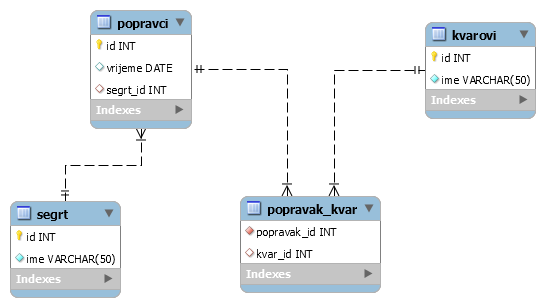 popravci
id INT
vrijeme DATE
segrt_id INT
Indexes
kvarovi
id INT
ime VARCHAR(50)
Indexes
segrt
id INT
ime VARCHAR(50)
Indexes
popravak_kvar
popravak_id INT
kvar_id INT
Indexes